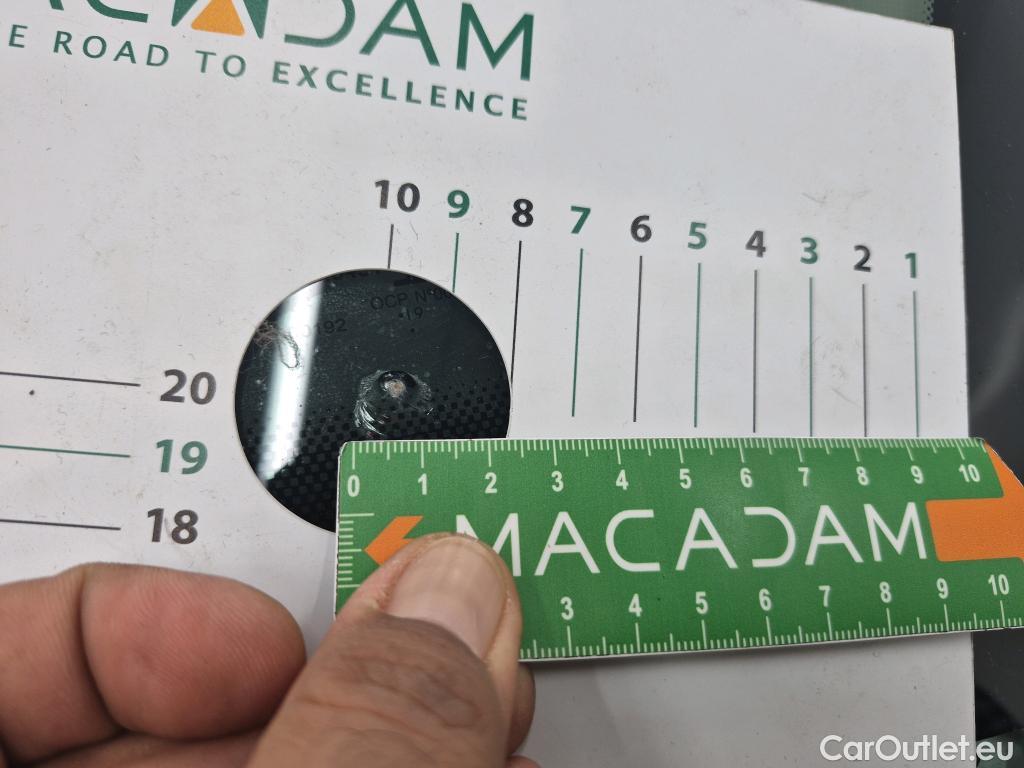 ACADAM
E ROAD TO EXCELLENCE
10 9 8 7 6 5 4 3 2 1
20
19
18
0 1 2 3 4 5 6 7 8 9 10
MACADAM
3 4 5 6 7 8 9 10
CarOutlet.eu